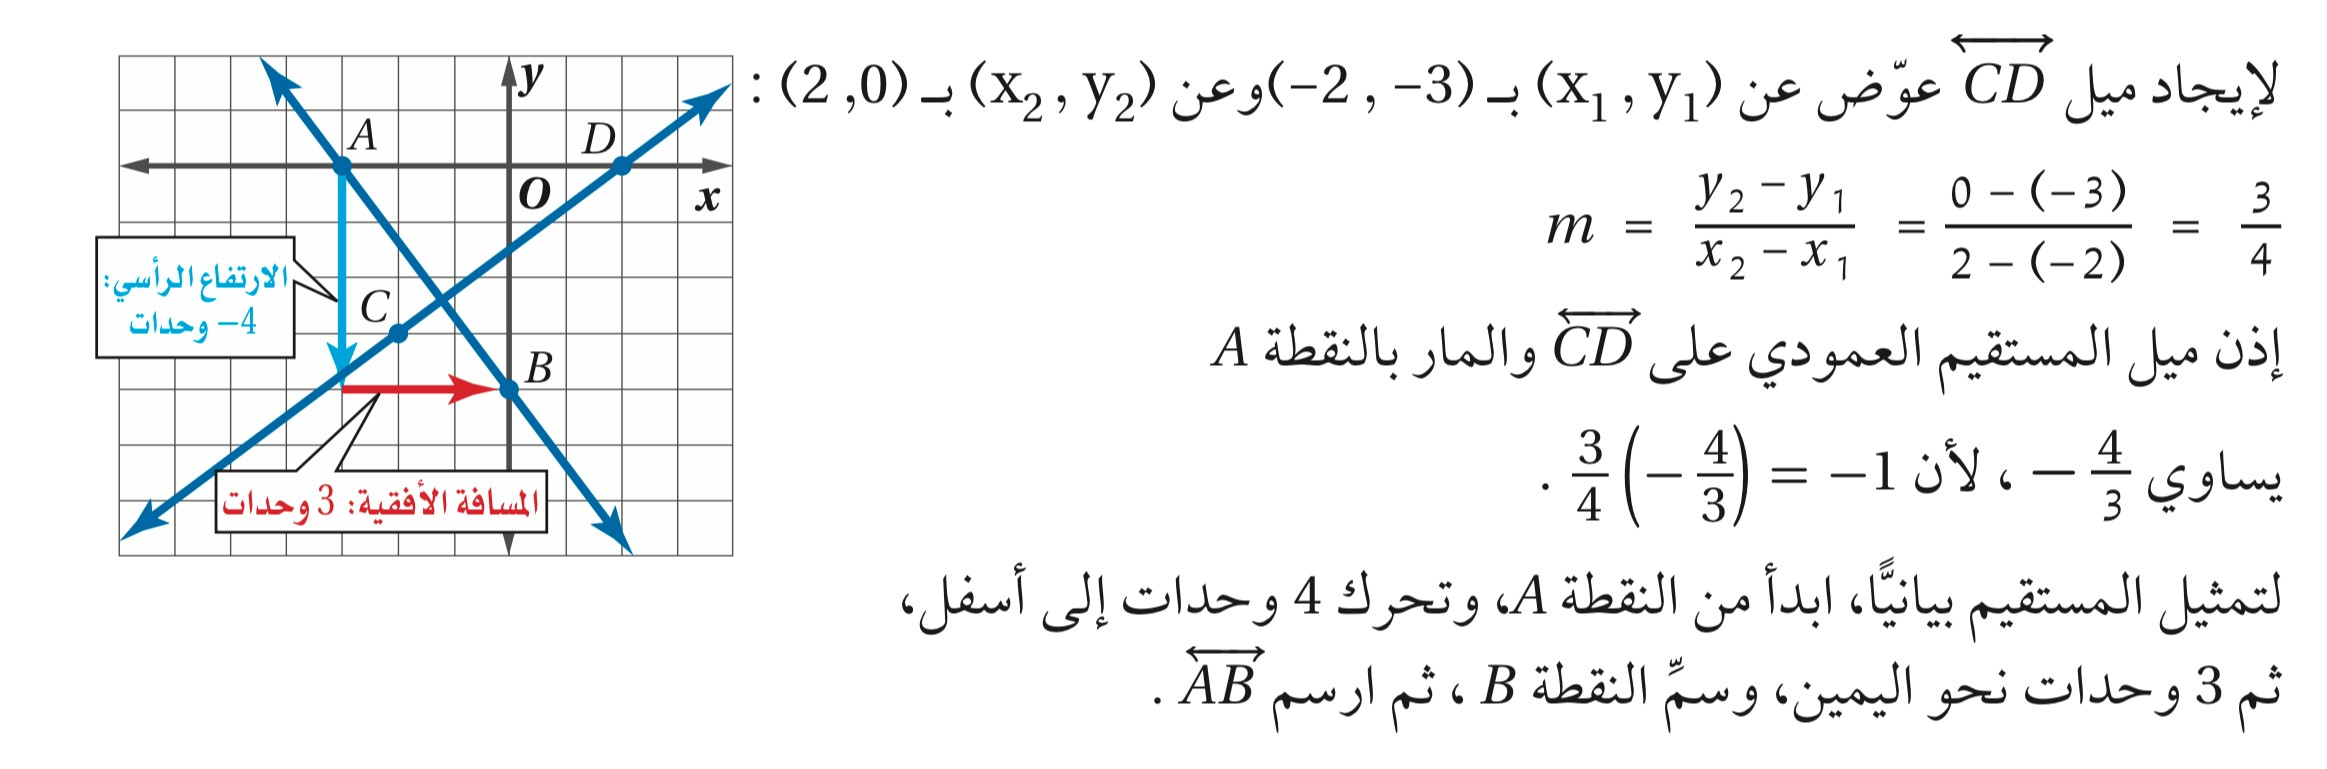 لإيجاد ميل CD عوّض عن (x1 , y1) بـ (−2 , −3) وعن (x2 , y2) بـ (2 ,0) :
m = y2 − y1 / x2 − x1 = 0 − (−3) / 2 − (−2) = 3/4
إذن ميل المستقيم العمودي على CD والمار بالنقطة A
يساوي −4/3 ، لأن 3/4 (−4/3) = −1 .
لتمثيل المستقيم بيانيًّا، ابدأ من النقطة A، وتحرك 4 وحدات إلى أسفل،
ثم 3 وحدات نحو اليمين، وسمِّ النقطة B ، ثم ارسم AB .
y
A
D
O
x
الارتفاع الرأسي:
−4 وحدات
C
B
المسافة الأفقية: 3 وحدات